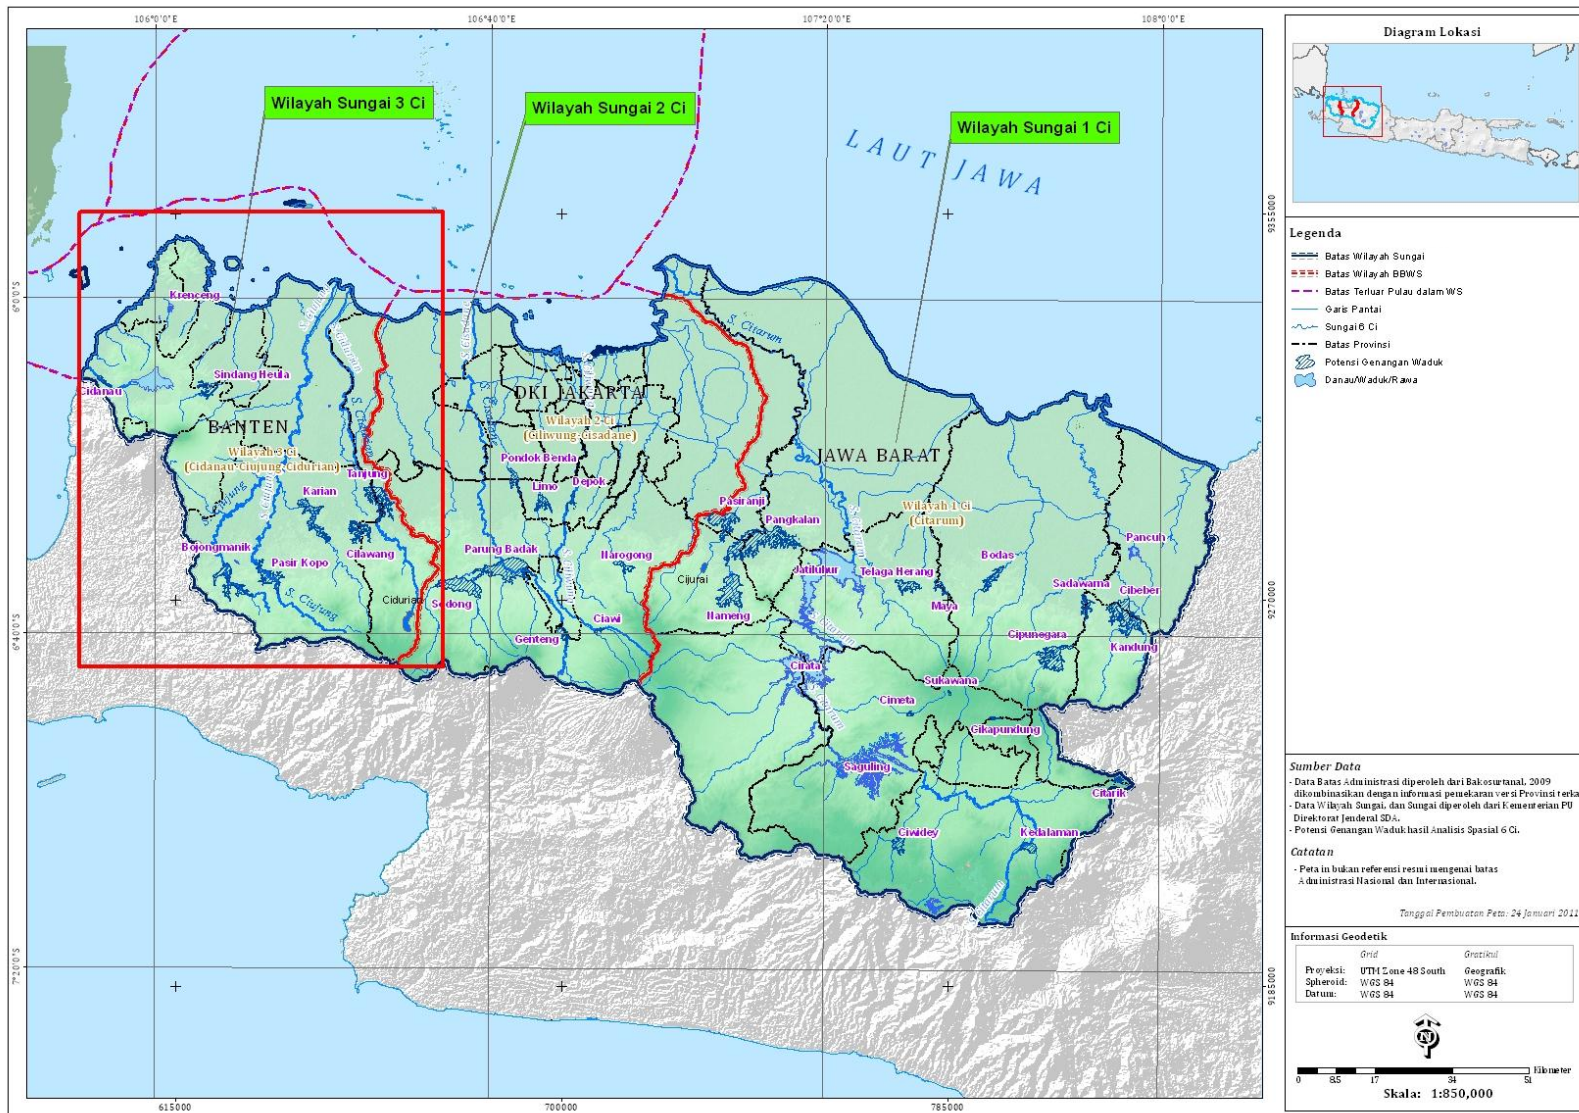 106°0'0"E
106°40'0"E
107°20'0"E
108°0'0"E
Wilayah Sungai 3 Ci
Wilayah Sungai 2 Ci
Wilayah Sungai 1 Ci
LAUT JAWA
9355000
6°0'0"S
Krenceng
S. Citarum
S. Cidurian
Sindang Heula
Cidanau
DKI JAKARTA
BANTEN
Wilayah 2 Ci
(Ciliwung-Cisadane)
Wilayah 3 Ci
(Cidanau-Ciujung-Cidurian)
JAWA BARAT
Tanjung
Pondok Benda
Limo
Depok
Karian
Pasiranji
Pangkalan
Wilayah 1 Ci
(Citarum)
Bojongmanik
Cilawang
Pasir Kopo
Parung Badak
Narogong
Cijurai
Jatiluhur
Telaga Herang
Bodas
Pancuh
Sadawarna
Cibeber
S. Ciujung
Sodong
Ciawi
Nameng
Maya
9270000
6°40'0"S
Genteng
Cipunegara
Kandung
Cirata
Sukawana
Cimeta
Cikapundung
Saguling
Citarik
Ciwidey
Kedalaman
S. Citarum
7°20'0"S
9185000
615000
700000
785000
Diagram Lokasi
Legenda
Batas Wilayah Sungai
Batas Wilayah BBWS
Batas Terluar Pulau dalam WS
Garis Pantai
Sungai 6 Ci
Batas Provinsi
Potensi Genangan Waduk
Danau/Waduk/Rawa
Sumber Data
- Data Batas Administrasi diperoleh dari Bakosurtanal, 2009
dikombinasikan dengan informasi pemekaran versi Provinsi terka
- Data Wilayah Sungai, dan Sungai diperoleh dari Kementerian PU
Direktorat Jenderal SDA.
- Potensi Genangan Waduk hasil Analisis Spasial 6 Ci.
Catatan
- Peta in bukan referensi resmi mengenai batas
Administrasi Nasional dan Internasional.
Tanggal Pembuatan Peta: 24 Januari 2011
Informasi Geodetik
Grid Gratikul
Proyeksi: UTM Zone 48 South Geografik
Spheroid: WGS 84 WGS 84
Datum: WGS 84 WGS 84
N
0 8.5 17 34 51 Kilometer
Skala: 1:850,000